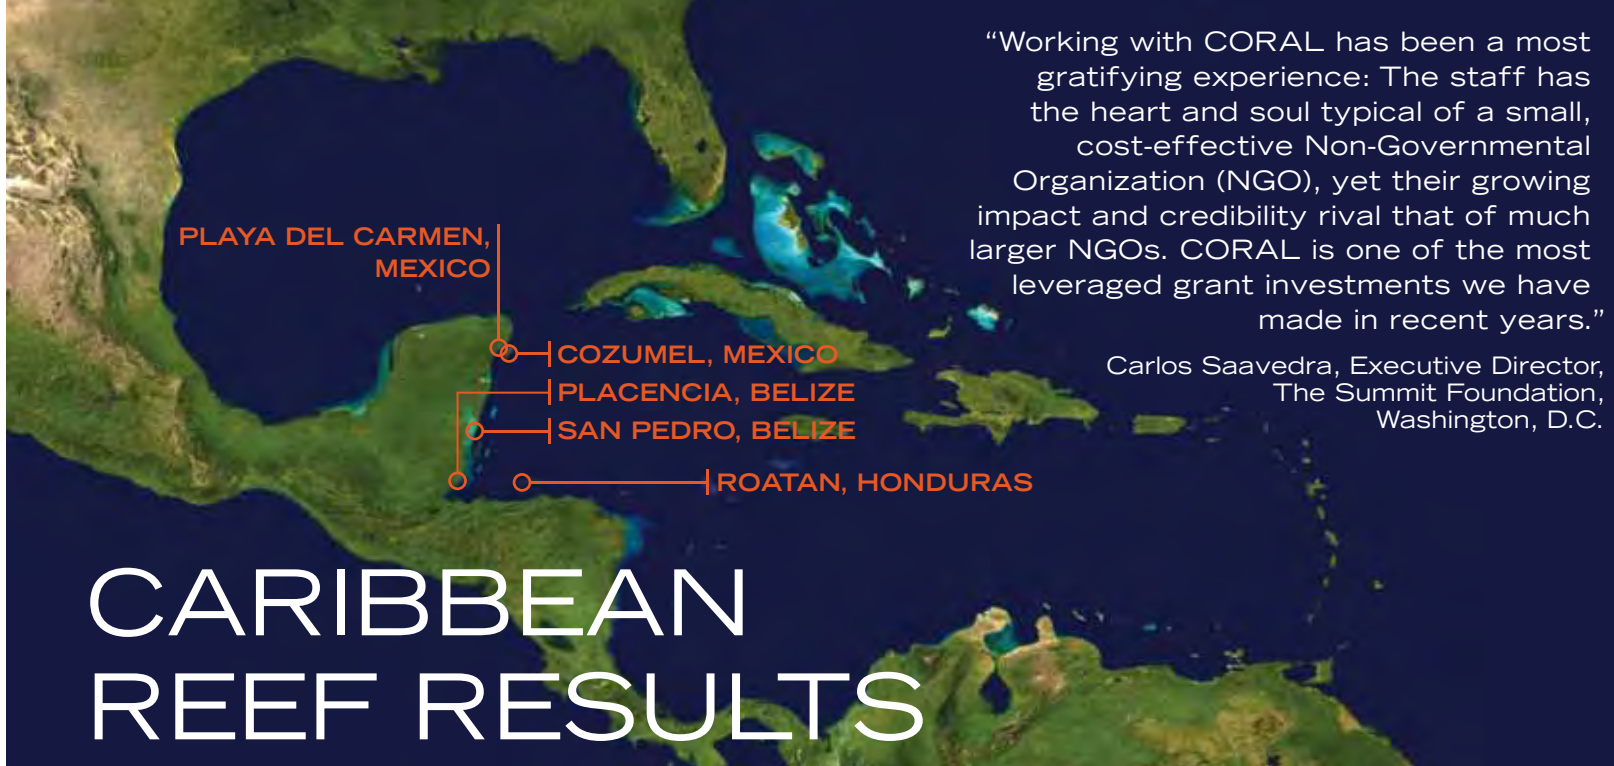 “Working with CORAL has been a most
gratifying experience: The staff has
the heart and soul typical of a small,
cost-effective Non-Governmental
Organization (NGO), yet their growing
impact and credibility rival that of much
larger NGOs. CORAL is one of the most
leveraged grant investments we have
made in recent years.”
Carlos Saavedra, Executive Director,
The Summit Foundation,
Washington, D.C.
PLAYA DEL CARMEN,
MEXICO
COZUMEL, MEXICO
PLACENCIA, BELIZE
SAN PEDRO, BELIZE
ROATAN, HONDURAS
CARIBBEAN
REEF RESULTS